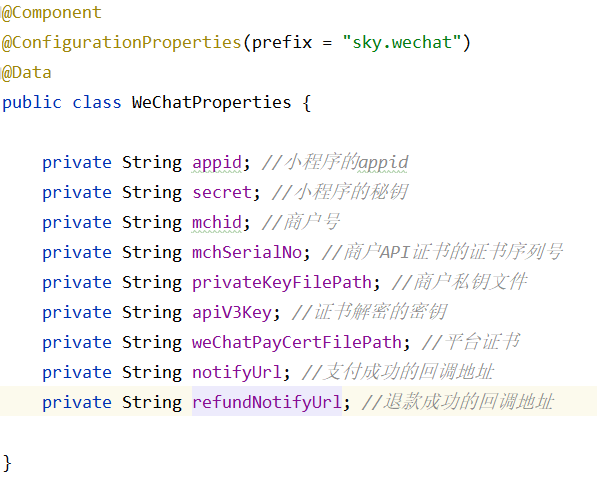 @Component
@ConfigurationProperties(prefix = "sky.wechat")
@Data
public class WeChatProperties {
private String appid; //小程序的appid
private String secret; //小程序的秘钥
private String mchid; //商户号
private String mchSerialNo; //商户API证书的证书序列号
private String privateKeyFilePath; //商户私钥文件
private String apiV3Key; //证书解密的密钥
private String weChatPayCertFilePath; //平台证书
private String notifyUrl; //支付成功的回调地址
private String refundNotifyUrl; //退款成功的回调地址
}